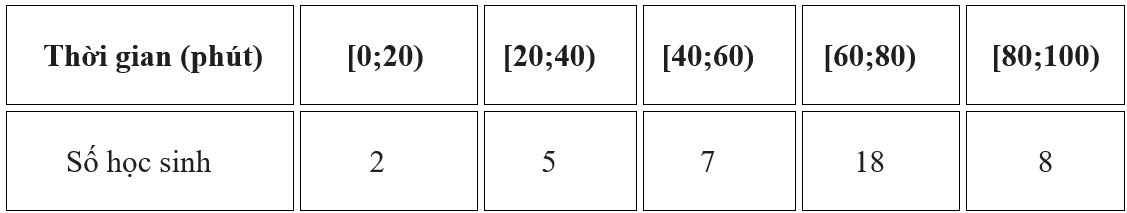 Thời gian (phút) [0;20) [20;40) [40;60) [60;80) [80;100)
Số học sinh 2 5 7 18 8